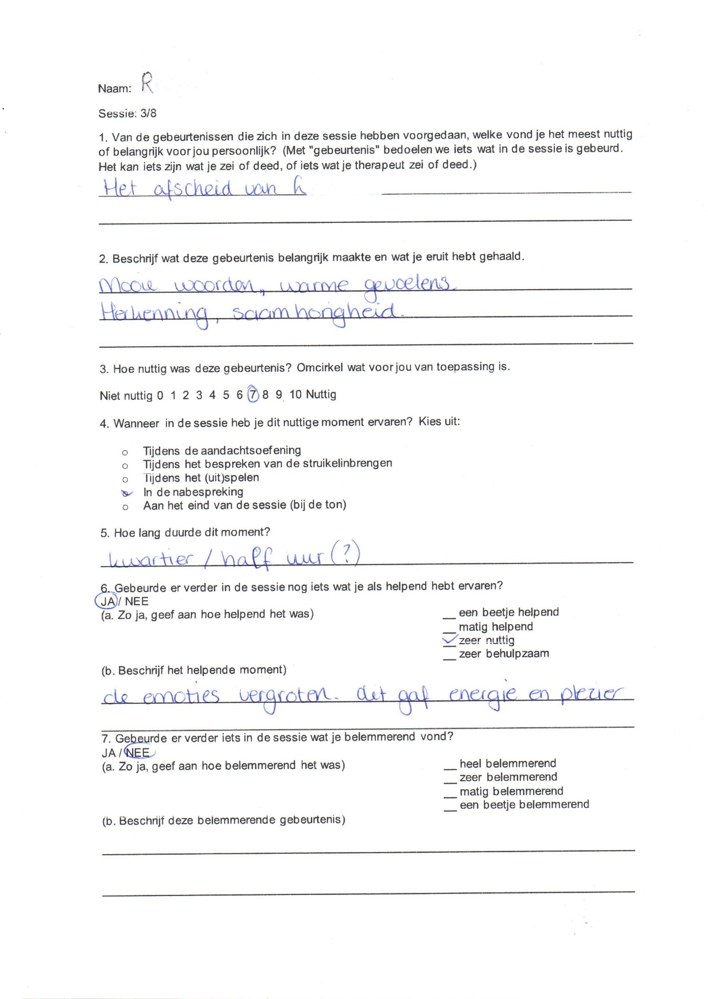 Naam: R
Sessie: 3/8
1. Van de gebeurtenissen die zich in deze sessie hebben voorgedaan, welke vond je het meest nuttig
of belangrijk voor jou persoonlijk? (Met "gebeurtenis" bedoelen we iets wat in de sessie is gebeurd.
Het kan iets zijn wat je zei of deed, of iets wat je therapeut zei of deed.)
Het afscheid van h
2. Beschrijf wat deze gebeurtenis belangrijk maakte en wat je eruit hebt gehaald.
Mooie woorden, warme gevoelens.
Herkenning, saamhorigheid.
3. Hoe nuttig was deze gebeurtenis? Omcirkel wat voor jou van toepassing is.
Niet nuttig 0 1 2 3 4 5 6 7 8 9 10 Nuttig
4. Wanneer in de sessie heb je dit nuttige moment ervaren? Kies uit:
o Tijdens de aandachtsoefening
o Tijdens het bespreken van de struikelinbrengen
o Tijdens het (uit)spelen
o In de nabespreking
o Aan het eind van de sessie (bij de ton)
5. Hoe lang duurde dit moment?
kwartier / half uur (?)
6. Gebeurde er verder in de sessie nog iets wat je als helpend hebt ervaren?
JA / NEE
(a. Zo ja, geef aan hoe helpend het was) __ een beetje helpend
__ matig helpend
__ zeer nuttig
__ zeer behulpzaam
(b. Beschrijf het helpende moment)
de emoties vergroten. dit gaf energie en plezier
7. Gebeurde er verder iets in de sessie wat je belemmerend vond?
JA / NEE
(a. Zo ja, geef aan hoe belemmerend het was) __ heel belemmerend
__ zeer belemmerend
__ matig belemmerend
__ een beetje belemmerend
(b. Beschrijf deze belemmerende gebeurtenis)